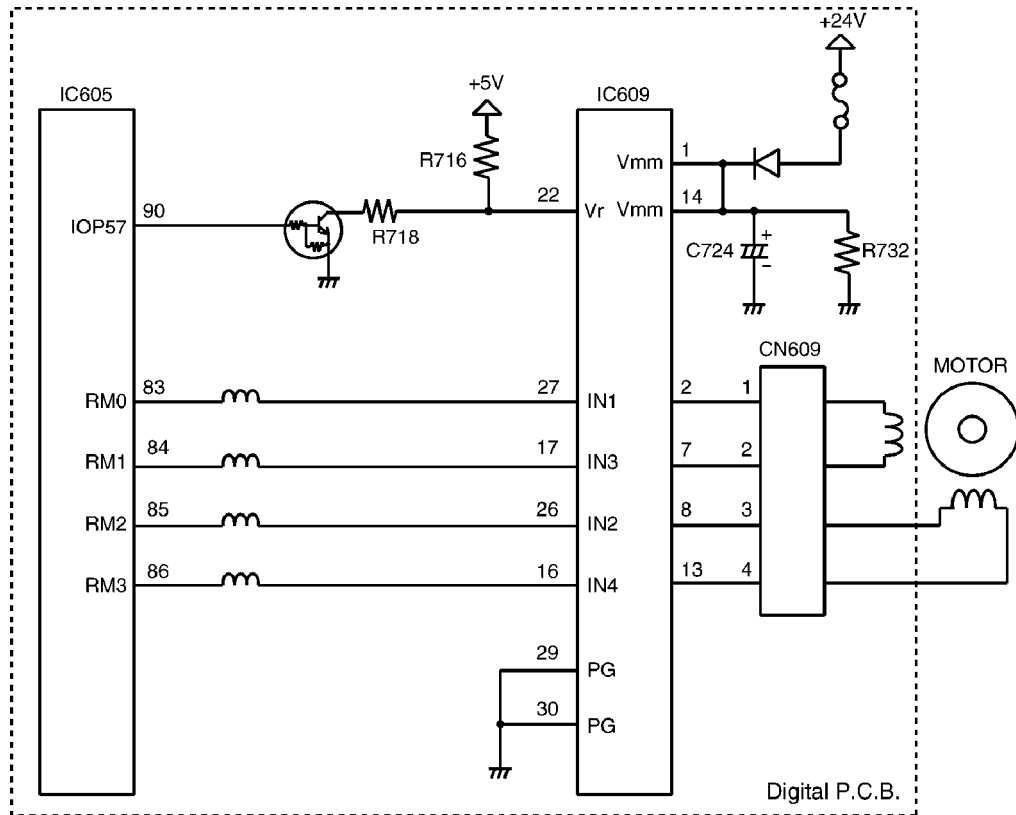 +24V
+5V
IC605
IC609
R716
Vmm
1
90
22
14
IOP57
Vr
Vmm
R718
C724
+
−
R732
CN609
MOTOR
RM0
83
27
IN1
2
1
RM1
84
17
IN3
7
2
RM2
85
26
IN2
8
3
RM3
86
16
IN4
13
4
29
PG
30
PG
Digital P.C.B.